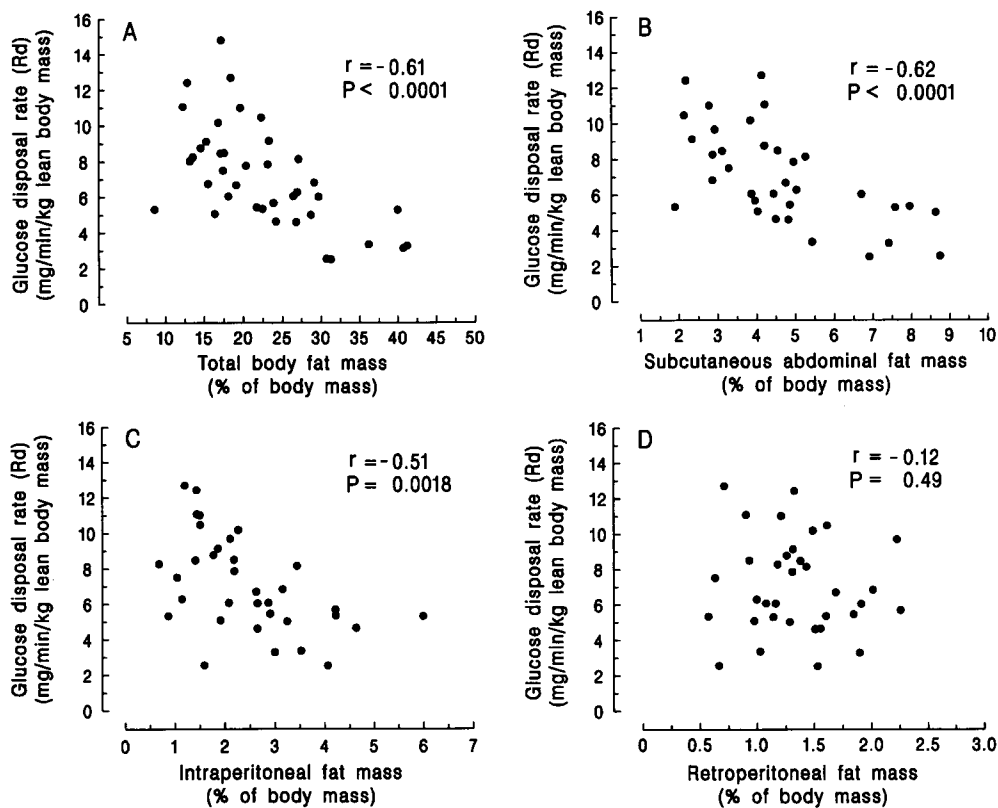 A
r = -0.61
P < 0.0001
Glucose disposal rate (Rd)
(mg/min/kg lean body mass)
16
14
12
10
8
6
4
2
0
5 10 15 20 25 30 35 40 45 50
Total body fat mass
(% of body mass)
B
r = -0.62
P < 0.0001
Glucose disposal rate (Rd)
(mg/min/kg lean body mass)
16
14
12
10
8
6
4
2
0
1 2 3 4 5 6 7 8 9 10
Subcutaneous abdominal fat mass
(% of body mass)
C
r = -0.51
P = 0.0018
Glucose disposal rate (Rd)
(mg/min/kg lean body mass)
16
14
12
10
8
6
4
2
0
0 1 2 3 4 5 6 7
Intraperitoneal fat mass
(% of body mass)
D
r = -0.12
P = 0.49
Glucose disposal rate (Rd)
(mg/min/kg lean body mass)
16
14
12
10
8
6
4
2
0
0 0.5 1.0 1.5 2.0 2.5 3.0
Retroperitoneal fat mass
(% of body mass)